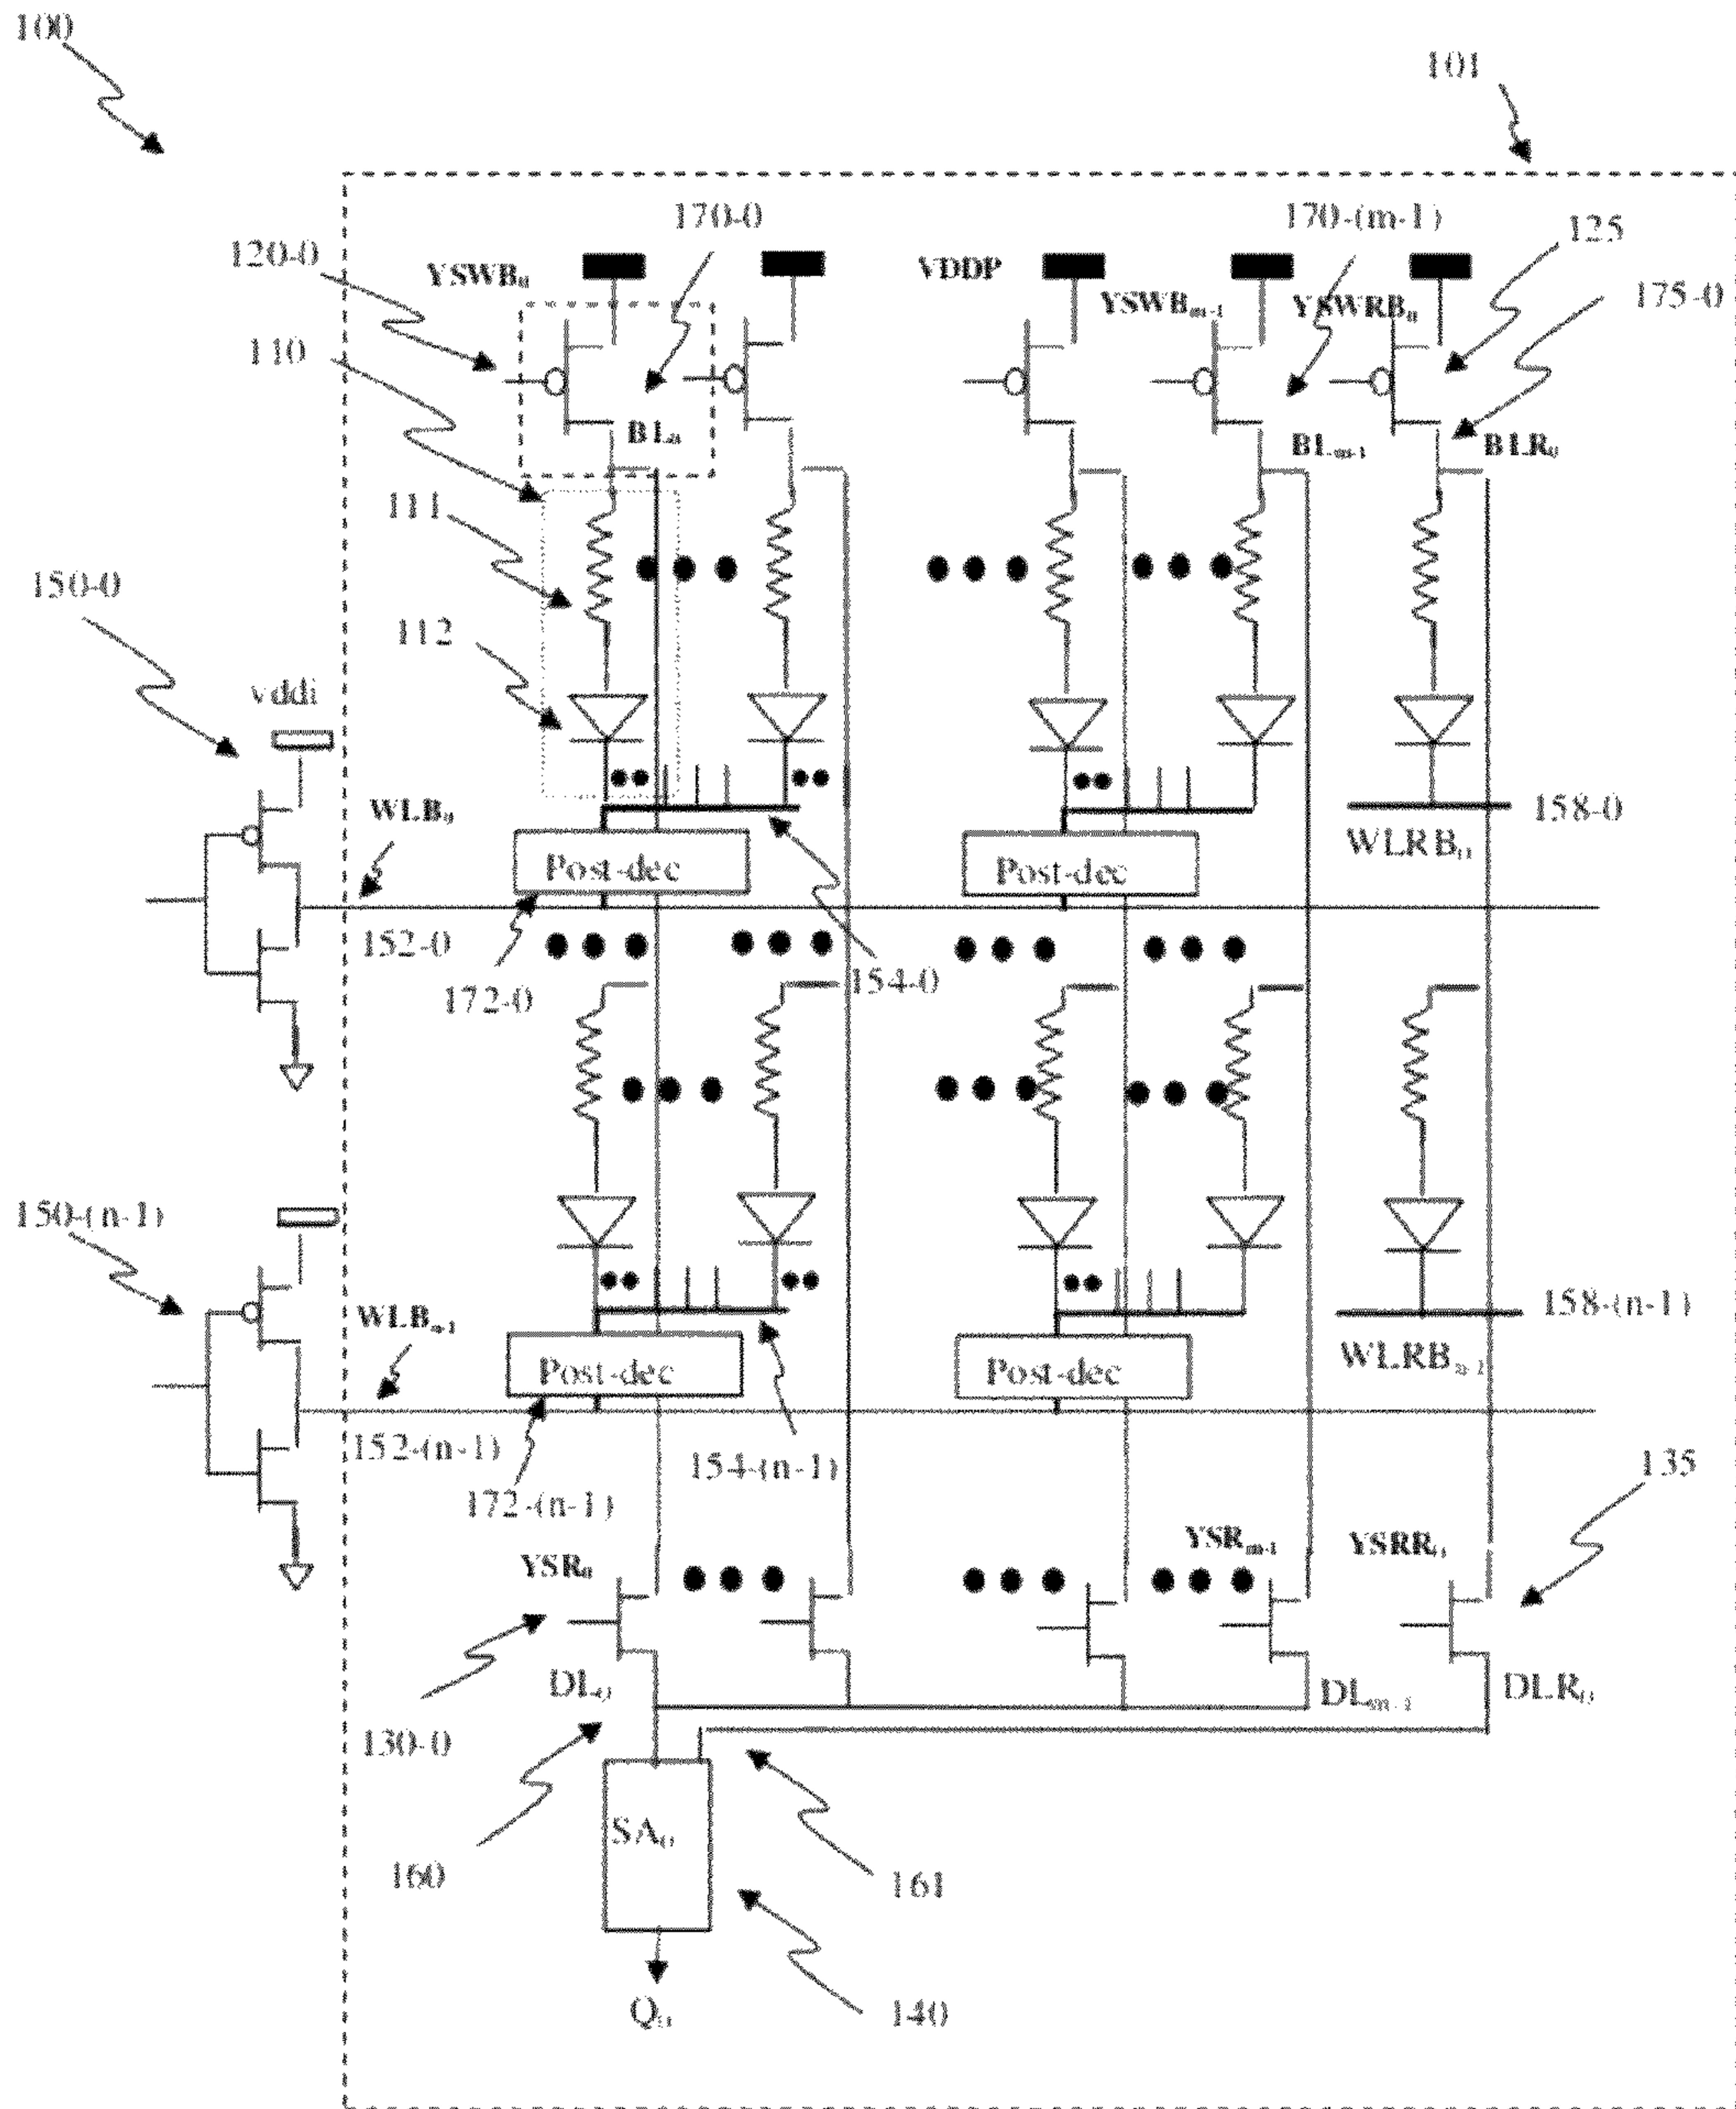 100
101
170-0
170-(m-1)
125
120-0
YSWB₀
VDDP
YSWBₘ₋₁
YSWRB₀
175-0
110
BL₀
BLₘ₋₁
BLR₀
111
150-0
112
vddi
WLB₀
158-0
WLRB₀
Post-dec
Post-dec
152-0
172-0
154-0
150-(n-1)
WLBₙ₋₁
158-(n-1)
WLRBₙ₋₁
Post-dec
Post-dec
152-(n-1)
154-(n-1)
172-(n-1)
135
YSR₀
YSRₘ₋₁
YSRR₀
DL₀
DLₘ₋₁
DLR₀
130-0
SA₀
160
161
Q₀
140